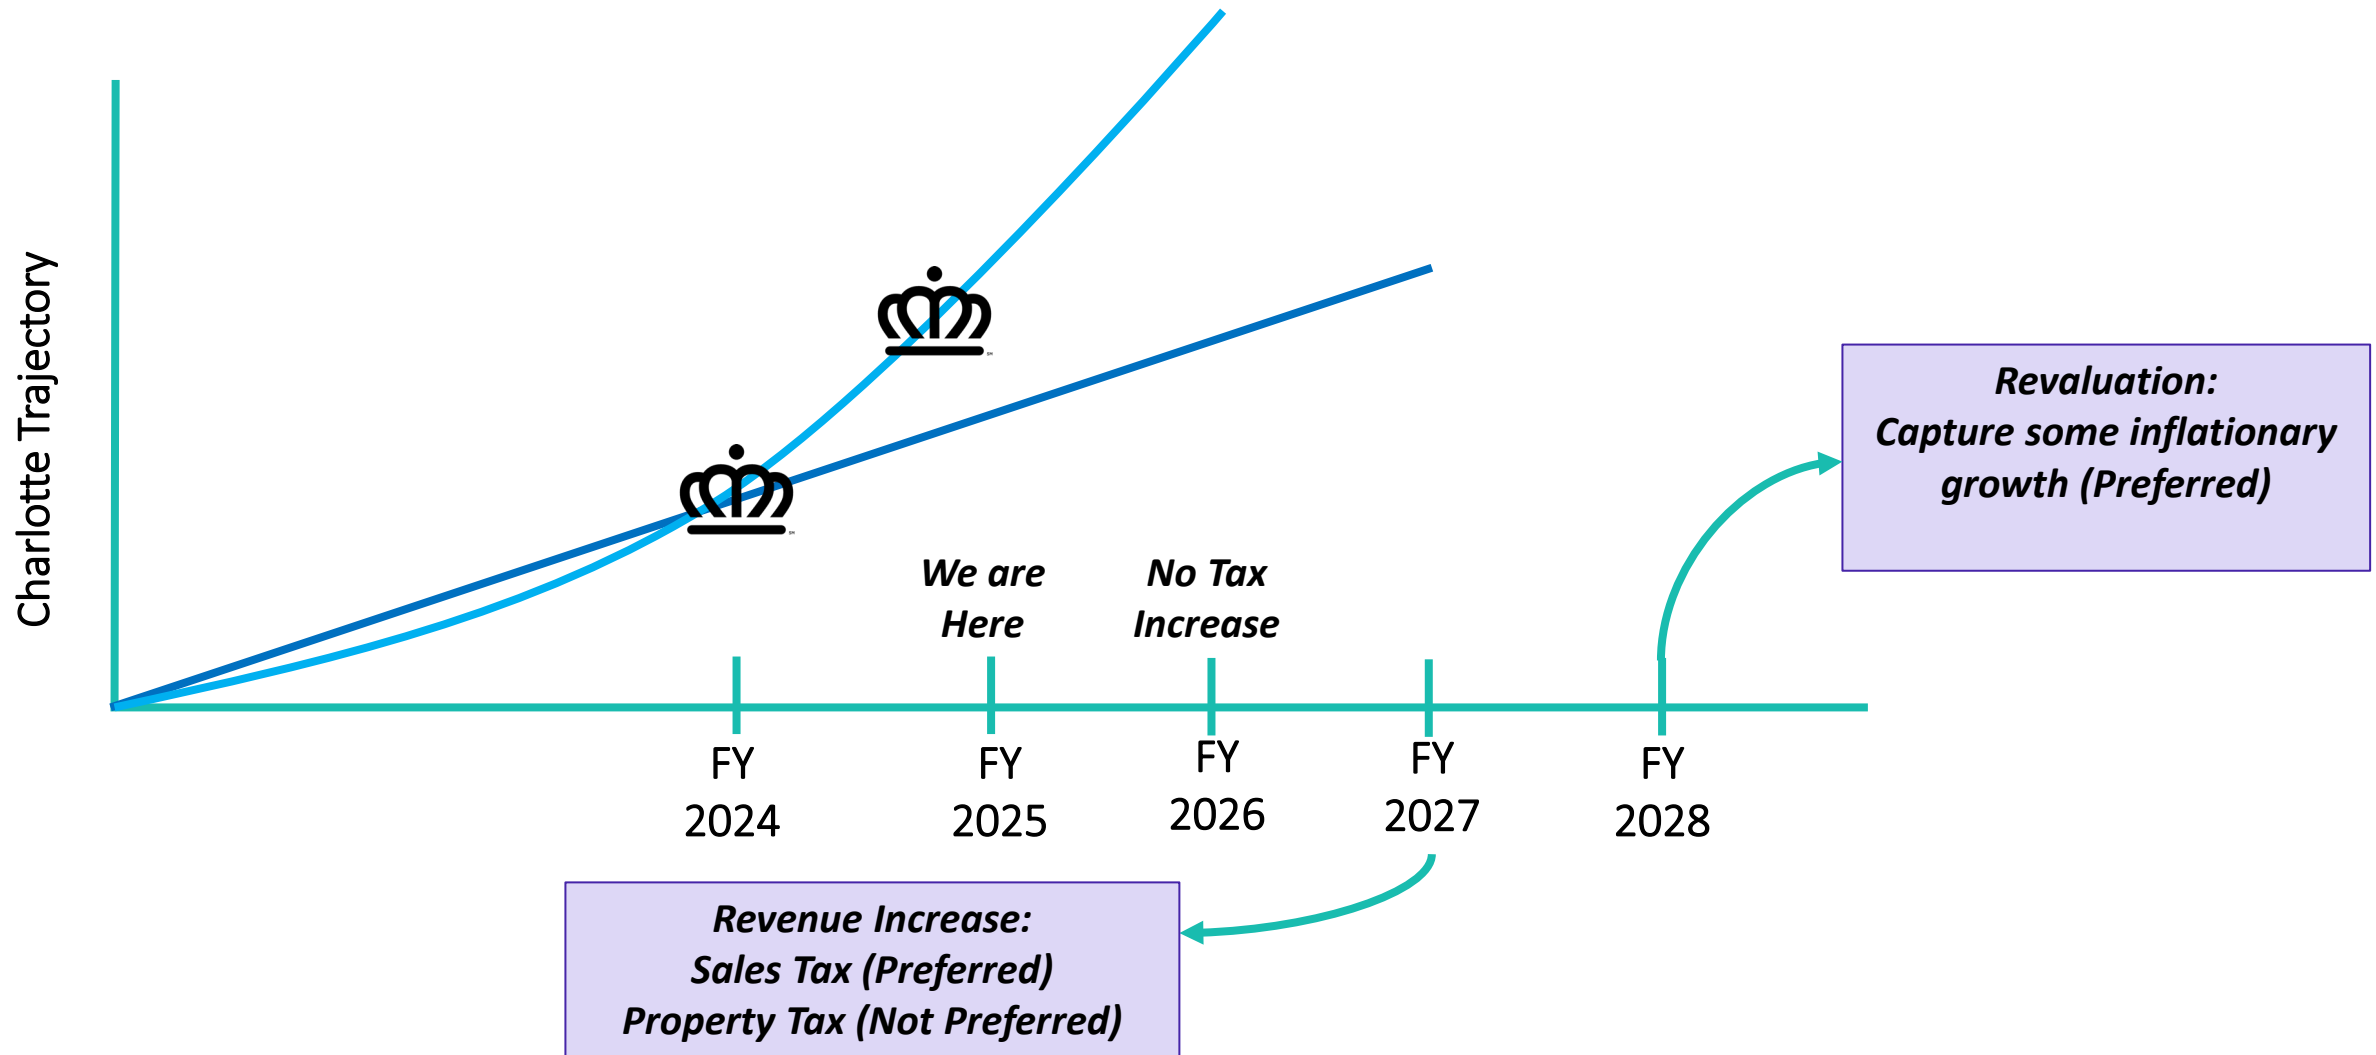 Charlotte Trajectory
We are
Here
No Tax
Increase
Revaluation:
Capture some inflationary
growth (Preferred)
FY
2024
FY
2025
FY
2026
FY
2027
FY
2028
Revenue Increase:
Sales Tax (Preferred)
Property Tax (Not Preferred)